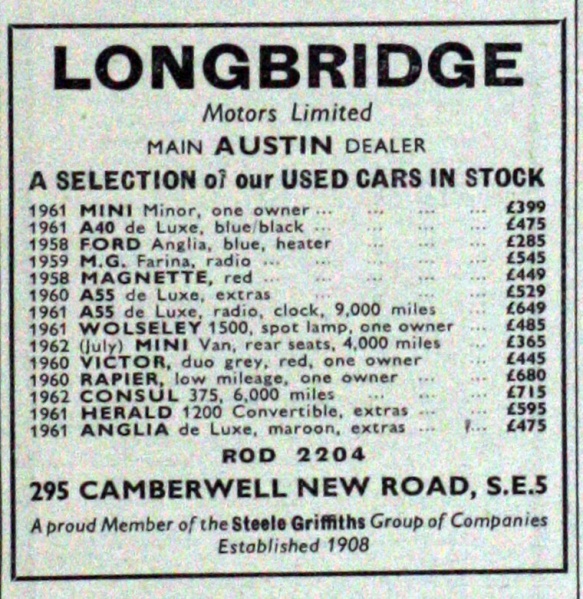 LONGBRIDGE
Motors Limited
MAIN AUSTIN DEALER
A SELECTION of our USED CARS IN STOCK
1961 MINI Minor, one owner ... ... ... ... £399
1961 A40 de Luxe, blue/black ... ... ... ... £475
1958 FORD Anglia, blue, heater ... ... ... £285
1959 M.G. Farina, radio ... ... ... ... ... £545
1958 MAGNETTE, red ... ... ... ... ... £449
1960 A55 de Luxe, extras ... ... ... ... £529
1961 A55 de Luxe, radio, clock, 9,000 miles ... £649
1961 WOLSELEY 1500, spot lamp, one owner ... £485
1962 (July) MINI Van, rear seats, 4,000 miles ... £365
1960 VICTOR, duo grey, red, one owner ... £445
1960 RAPIER, low mileage, one owner ... ... £680
1962 CONSUL 375, 6,000 miles ... ... ... £715
1961 HERALD 1200 Convertible, extras ... ... £595
1961 ANGLIA de Luxe, maroon, extras ... ... £475
ROD 2204
295 CAMBERWELL NEW ROAD, S.E.5
A proud Member of the Steele Griffiths Group of Companies
Established 1908